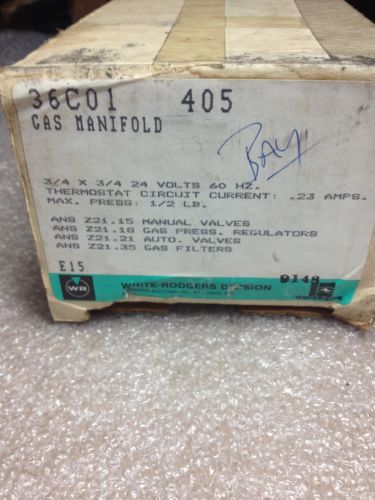 36C01 405
GAS MANIFOLD
BAY
3/4 X 3/4 24 VOLTS 60 HZ.
THERMOSTAT CIRCUIT CURRENT: .23 AMPS.
MAX. PRESS: 1/2 LB.
ANS Z21.15 MANUAL VALVES
ANS Z21.18 GAS PRESS. REGULATORS
ANS Z21.21 AUTO. VALVES
ANS Z21.35 GAS FILTERS
E15
9148
WR
WHITE-RODGERS DIVISION